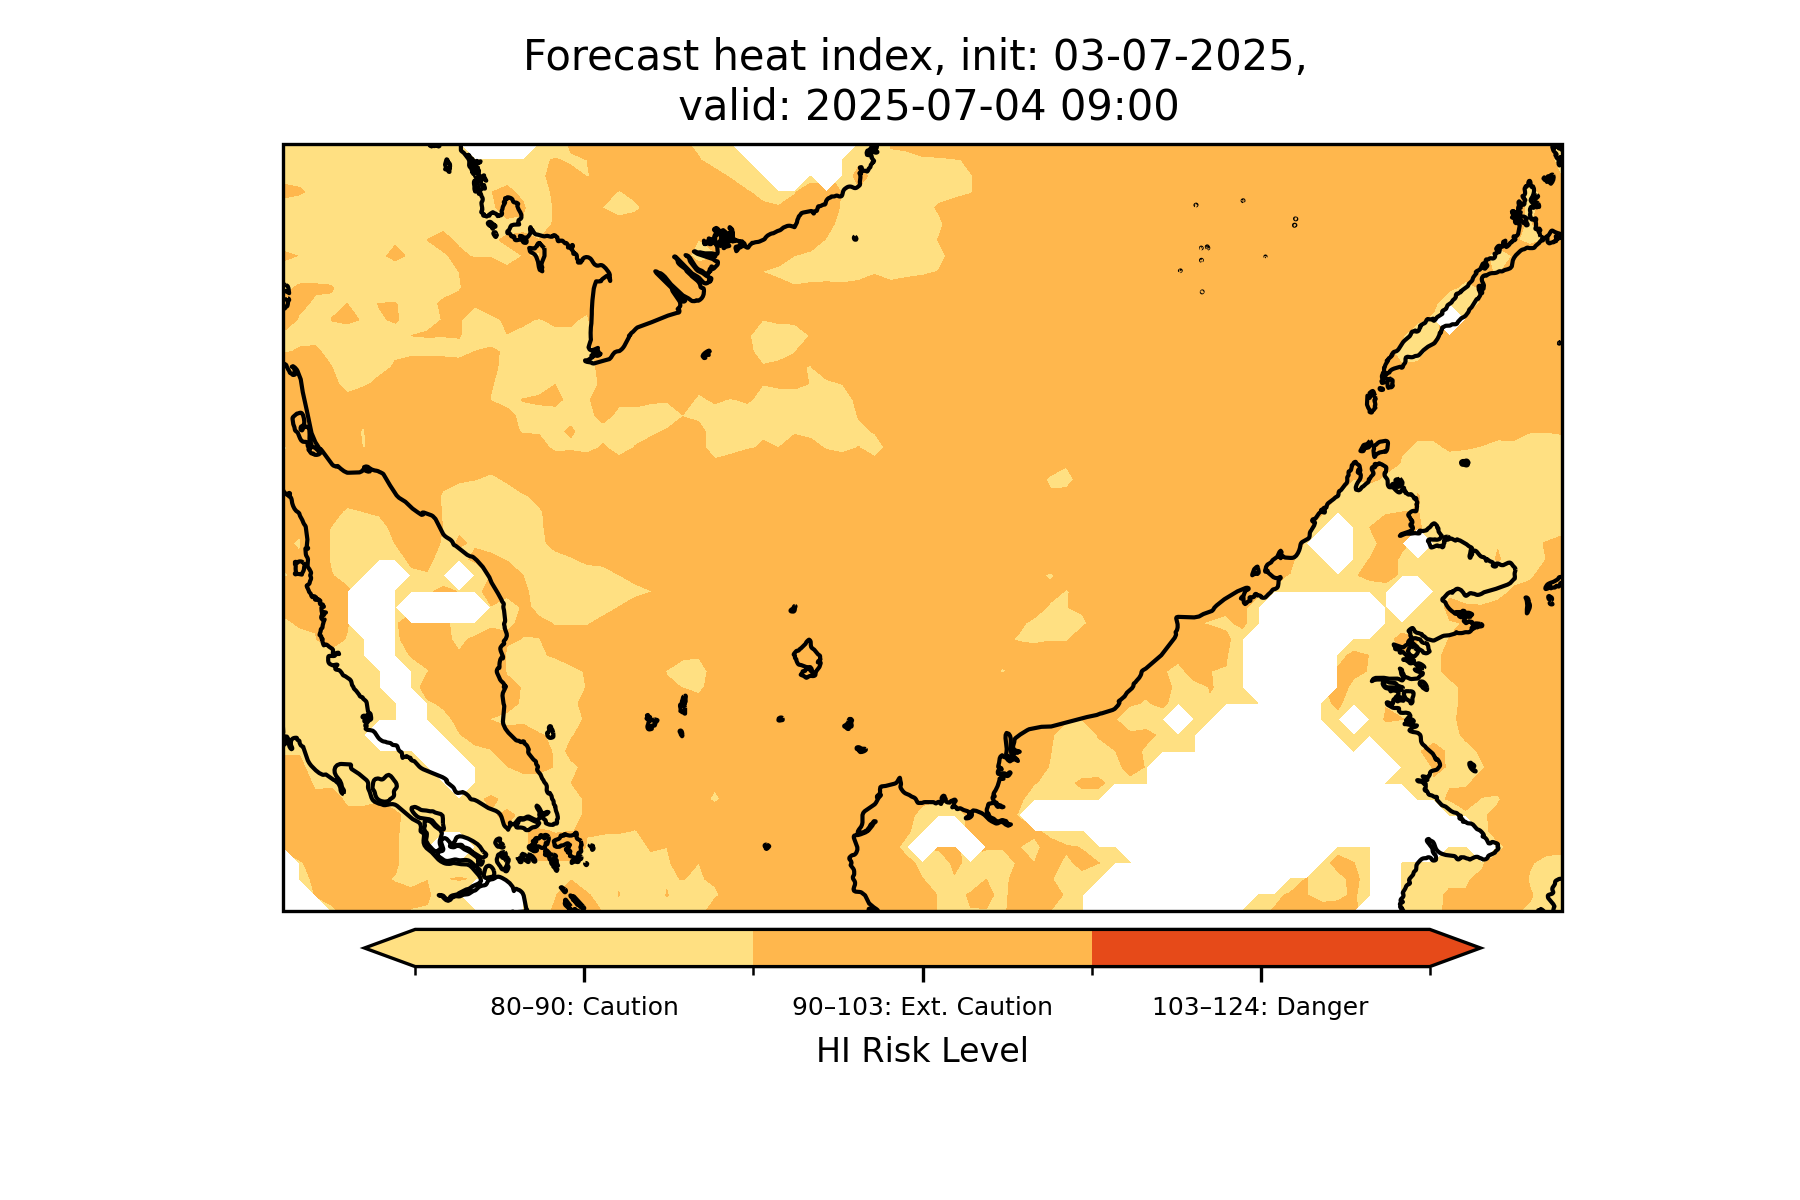 Forecast heat index, init: 03-07-2025,
valid: 2025-07-04 09:00
80–90: Caution
90–103: Ext. Caution
103–124: Danger
HI Risk Level